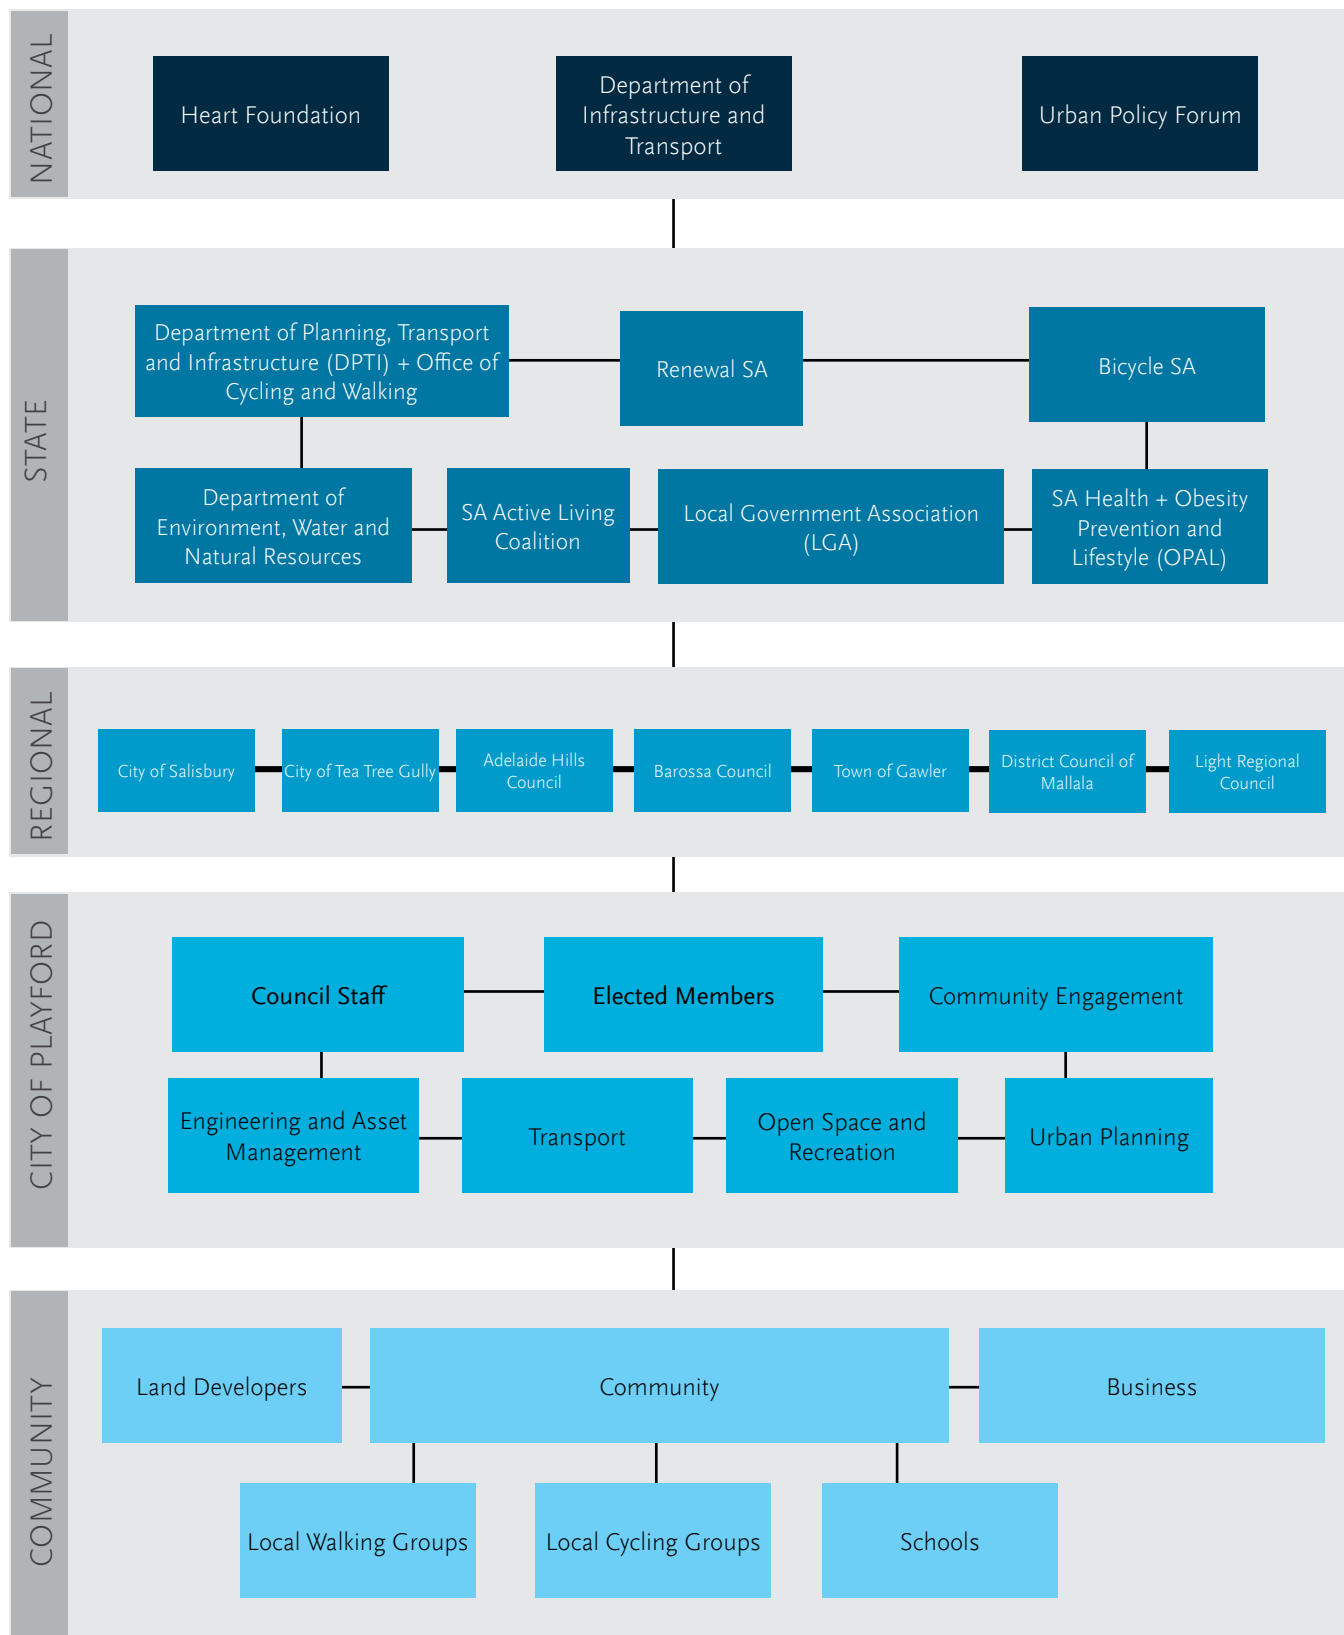 NATIONAL
Heart Foundation
Department of
Infrastructure and
Transport
Urban Policy Forum
STATE
Department of Planning, Transport
and Infrastructure (DPTI) + Office of
Cycling and Walking
Renewal SA
Bicycle SA
Department of
Environment, Water and
Natural Resources
SA Active Living
Coalition
Local Government Association
(LGA)
SA Health + Obesity
Prevention and
Lifestyle (OPAL)
REGIONAL
City of Salisbury
City of Tea Tree Gully
Adelaide Hills
Council
Barossa Council
Town of Gawler
District Council of
Mallala
Light Regional
Council
CITY OF PLAYFORD
Council Staff
Elected Members
Community Engagement
Engineering and Asset
Management
Transport
Open Space and
Recreation
Urban Planning
COMMUNITY
Land Developers
Community
Business
Local Walking Groups
Local Cycling Groups
Schools